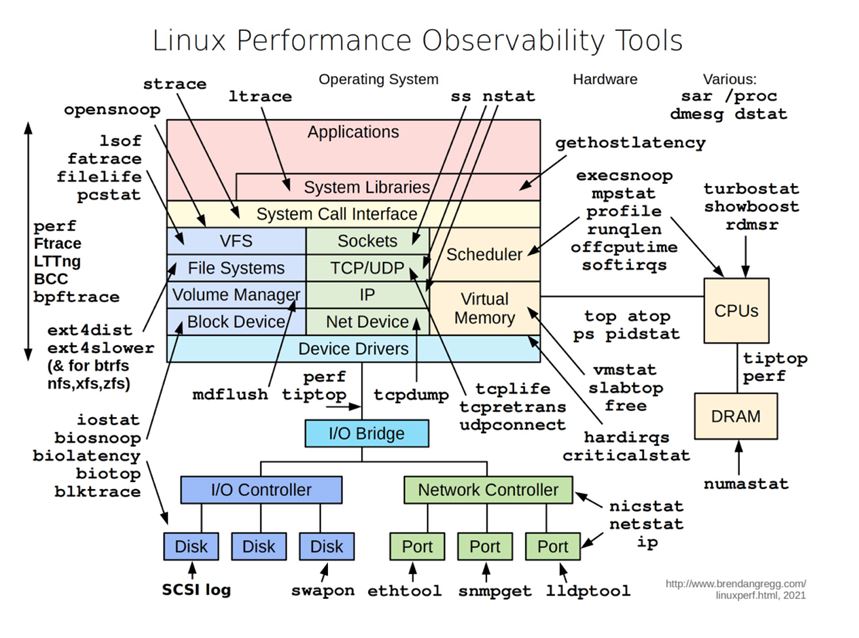 Linux Performance Observability Tools
Operating System
Hardware
Various:
sar /proc
dmesg dstat
strace
opensnoop
ltrace
ss nstat
gethostlatency
lsof
fatrace
filelife
pcstat
perf
Ftrace
LTTng
BCC
bpftrace
ext4dist
ext4slower
(& for btrfs
nfs,xfs,zfs)
iostat
biosnoop
biolatency
biotop
blktrace
Applications
System Libraries
System Call Interface
VFS
Sockets
Scheduler
File Systems
TCP/UDP
Volume Manager
IP
Virtual
Memory
Block Device
Net Device
Device Drivers
execsnoop
mpstat
profile
runqlen
offcputime
softirqs
turbostat
showboost
rdmsr
CPUs
top atop
ps pidstat
tiptop
perf
DRAM
numastat
vmstat
slabtop
free
hardirqs
criticalstat
mdflush
perf
tiptop
tcpdump
tcplife
tcpretrans
udpconnect
I/O Bridge
I/O Controller
Network Controller
nicstat
netstat
ip
Disk
Disk
Disk
Port
Port
Port
SCSI log
swapon
ethtool
snmpget
lldptool
http://www.brendangregg.com/
linuxperf.html, 2021